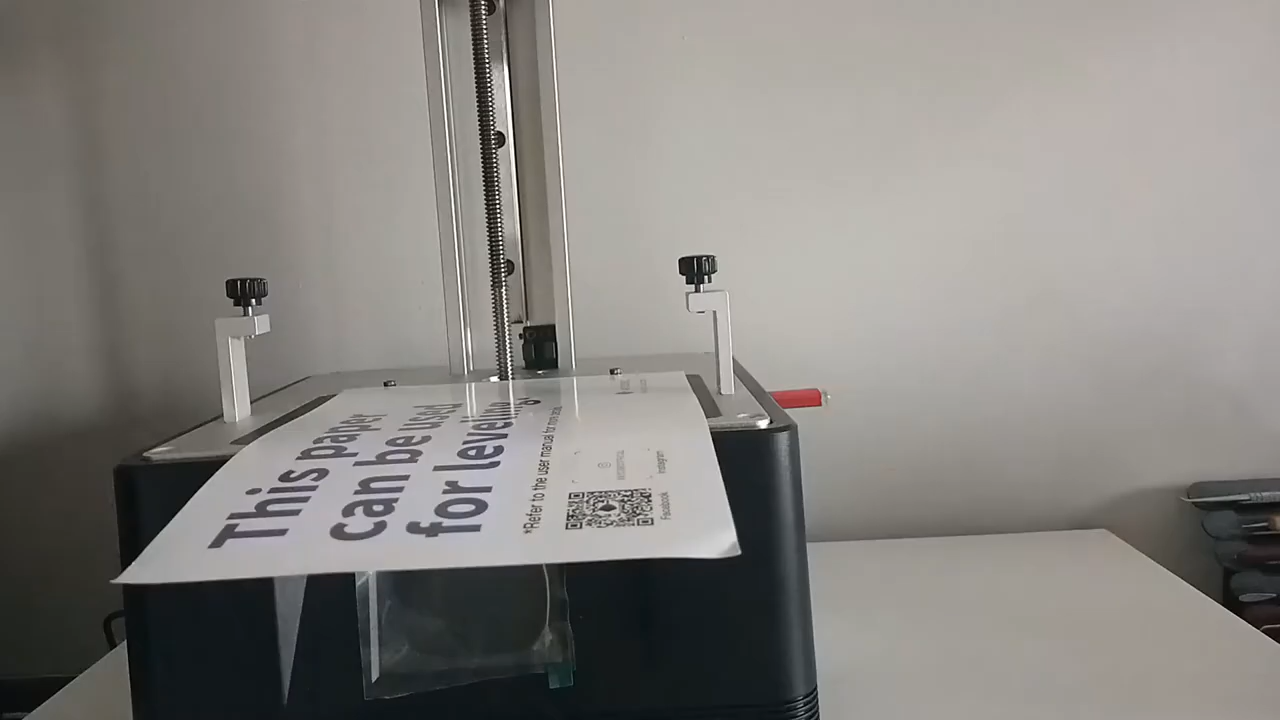 This paper
can be used
for leveling
*Refer to the user manual for more details.
Facebook
Instagram